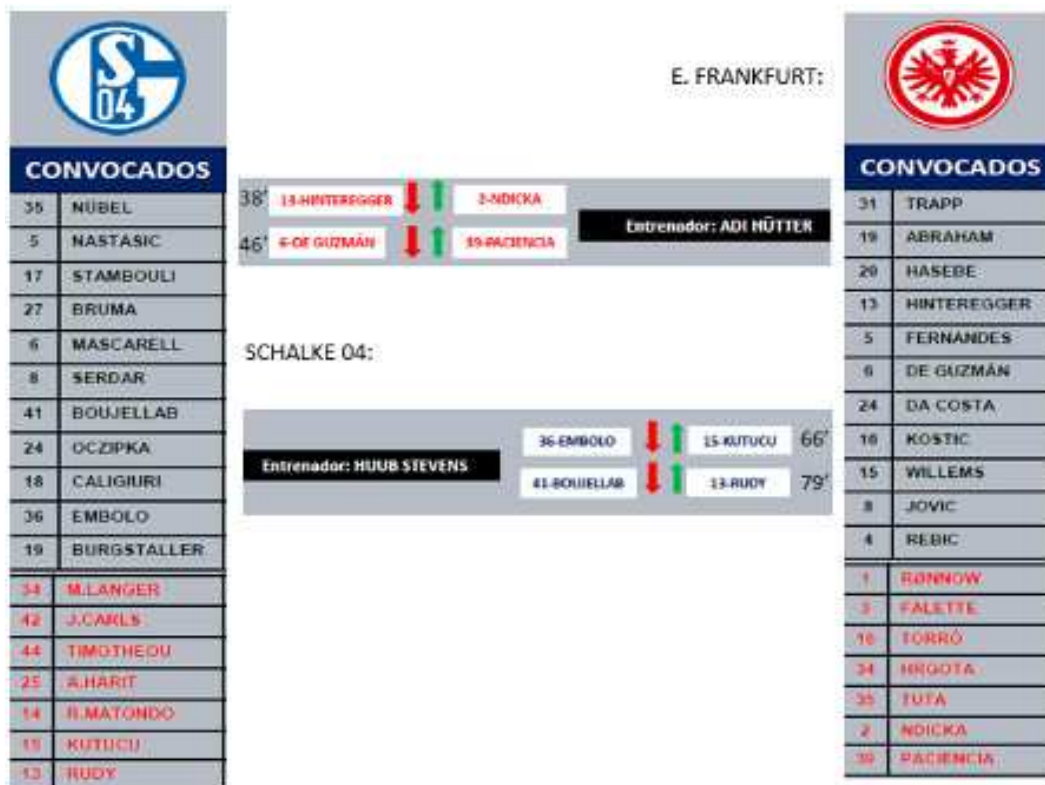 S
04
CONVOCADOS
35 NÜBEL
5 NASTASIC
17 STAMBOULI
27 BRUMA
6 MASCARELL
8 SERDAR
41 BOUJELLAB
24 OCZIPKA
18 CALIGIURI
36 EMBOLO
19 BURGSTALLER
34 M.LANGER
42 J.CARLS
44 TIMOTHEOU
25 A.HARIT
14 R.MATONDO
15 KUTUCU
13 RUDY
E. FRANKFURT:
38' 13-HINTEREGGER 2-NDICKA
46' 6-DE GUZMÁN 39-PACIENCIA
Entrenador: ADI HÜTTER
SCHALKE 04:
Entrenador: HUUB STEVENS
36-EMBOLO 15-KUTUCU 66'
41-BOUJELLAB 13-RUDY 79'
CONVOCADOS
31 TRAPP
19 ABRAHAM
20 HASEBE
13 HINTEREGGER
5 FERNANDES
6 DE GUZMÁN
24 DA COSTA
10 KOSTIC
15 WILLEMS
8 JOVIC
4 REBIC
1 RØNNOW
3 FALETTE
16 TORRÓ
34 HRGOTA
35 TUTA
2 NDICKA
39 PACIENCIA